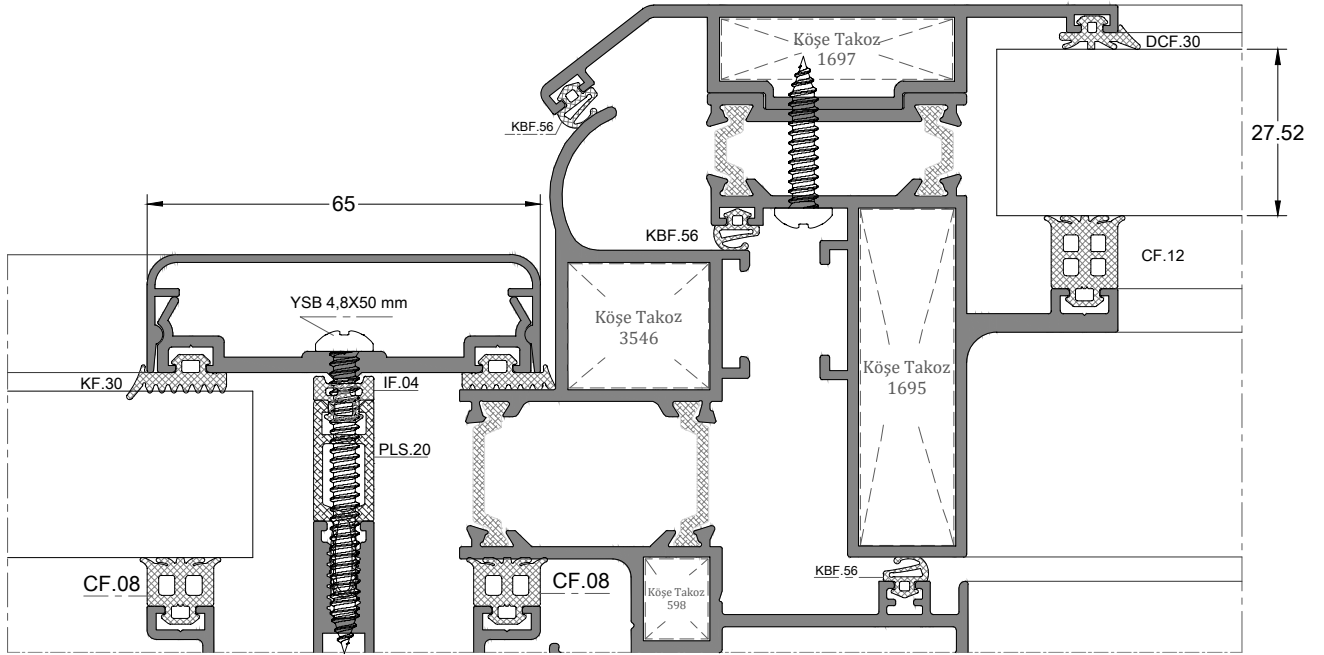 Köşe Takoz
1697
DCF.30
KBF.56
27.52
65
KBF.56
CF.12
YSB 4,8X50 mm
Köşe Takoz
3546
Köşe Takoz
1695
KF.30
IF.04
PLS.20
CF.08
CF.08
KBF.56
Köşe Takoz
598